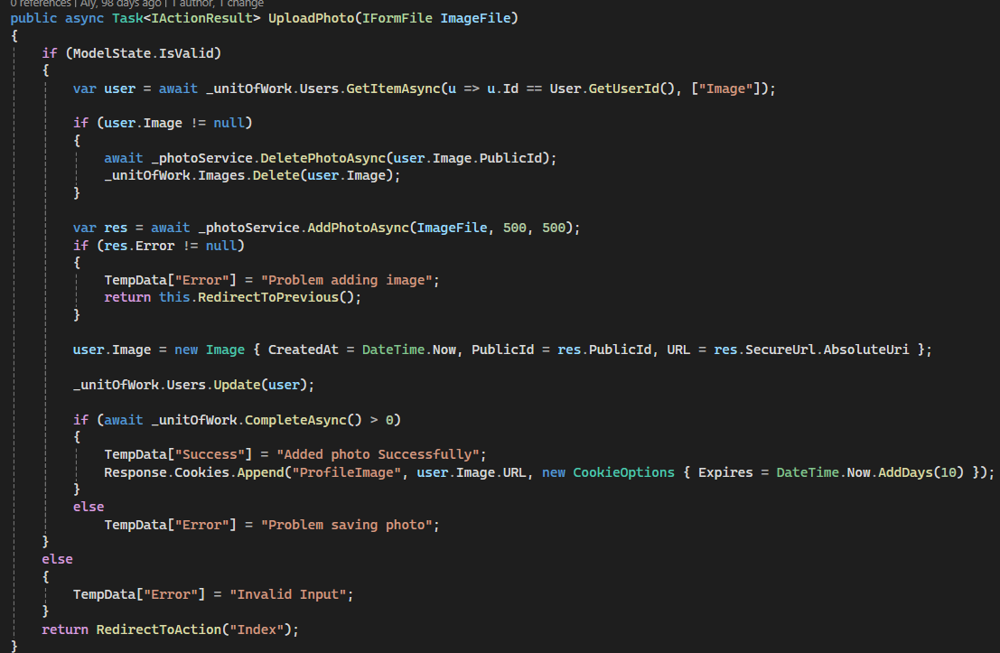 0 references | Aly, 98 days ago | 1 author, 1 change
public async Task<IActionResult> UploadPhoto(IFormFile ImageFile)
{
if (ModelState.IsValid)
{
var user = await _unitOfWork.Users.GetItemAsync(u => u.Id == User.GetUserId(), ["Image"]);
if (user.Image != null)
{
await _photoService.DeletePhotoAsync(user.Image.PublicId);
_unitOfWork.Images.Delete(user.Image);
}
var res = await _photoService.AddPhotoAsync(ImageFile, 500, 500);
if (res.Error != null)
{
TempData["Error"] = "Problem adding image";
return this.RedirectToPrevious();
}
user.Image = new Image { CreatedAt = DateTime.Now, PublicId = res.PublicId, URL = res.SecureUrl.AbsoluteUri };
_unitOfWork.Users.Update(user);
if (await _unitOfWork.CompleteAsync() > 0)
{
TempData["Success"] = "Added photo Successfully";
Response.Cookies.Append("ProfileImage", user.Image.URL, new CookieOptions { Expires = DateTime.Now.AddDays(10) });
}
else
TempData["Error"] = "Problem saving photo";
}
else
{
TempData["Error"] = "Invalid Input";
}
return RedirectToAction("Index");
}